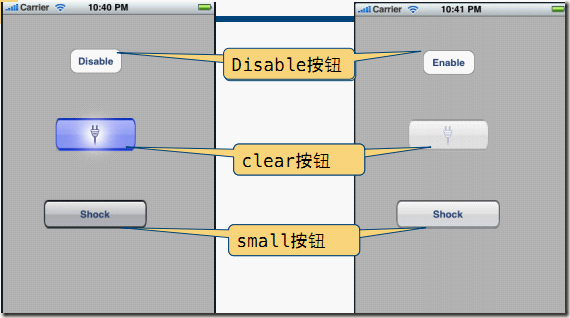 Carrier 10:40 PM
Carrier 10:41 PM
Disable
Disable按钮
Enable
clear按钮
Shock
small按钮
Shock